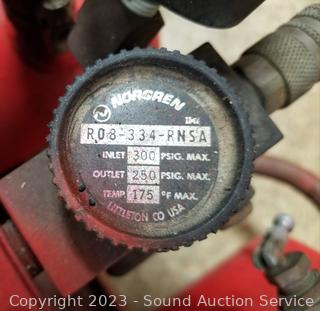 NORGREN
R08-334-RNSA
INLET 300 PSIG. MAX.
OUTLET 250 PSIG. MAX.
TEMP. 175 °F MAX.
LITTLETON CO USA
Copyright 2023 - Sound Auction Service